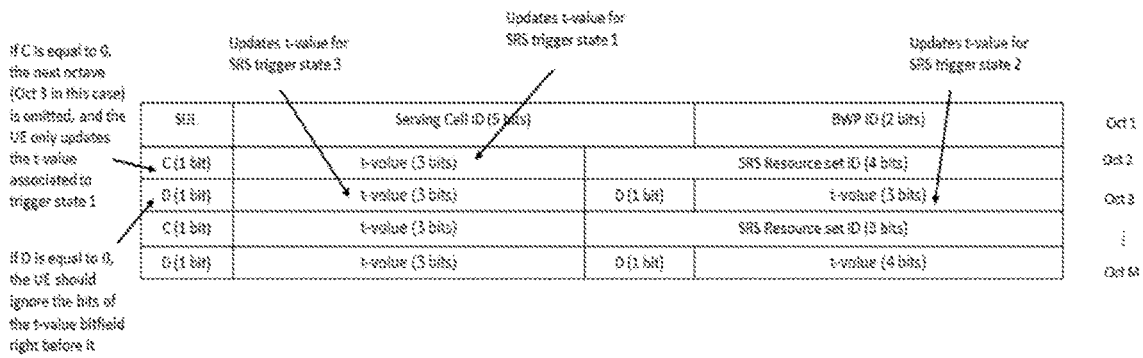 Updates t-value for
SRS trigger state 1
Updates t-value for
SRS trigger state 3
Updates t-value for
SRS trigger state 2
If C is equal to 0,
the next octave
(Oct 3 in this case)
is omitted, and the
UE only updates
the t-value
associated to
trigger state 1
If D is equal to 0,
the UE should
ignore the bits of
the t-value bitfield
right before it
Serving Cell ID (5 bits) BWP ID (2 bits) Oct 1
C (1 bit) t-value (3 bits) SRS Resource set ID (4 bits) Oct 2
D (1 bit) t-value (3 bits) D (1 bit) t-value (3 bits) Oct 3
C (1 bit) t-value (3 bits) SRS Resource set ID (3 bits) ⋮
D (1 bit) t-value (3 bits) D (1 bit) t-value (4 bits) Oct M